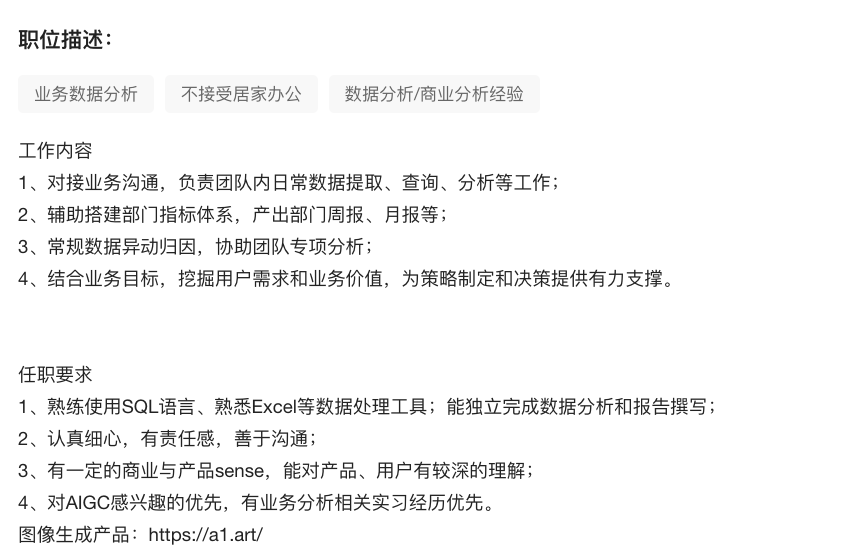 职位描述：
业务数据分析 不接受居家办公 数据分析/商业分析经验
工作内容
1、对接业务沟通，负责团队内日常数据提取、查询、分析等工作；
2、辅助搭建部门指标体系，产出部门周报、月报等；
3、常规数据异动归因，协助团队专项分析；
4、结合业务目标，挖掘用户需求和业务价值，为策略制定和决策提供有力支撑。
任职要求
1、熟练使用SQL语言、熟悉Excel等数据处理工具；能独立完成数据分析和报告撰写；
2、认真细心，有责任感，善于沟通；
3、有一定的商业与产品sense，能对产品、用户有较深的理解；
4、对AIGC感兴趣的优先，有业务分析相关实习经历优先。
图像生成产品：https://a1.art/